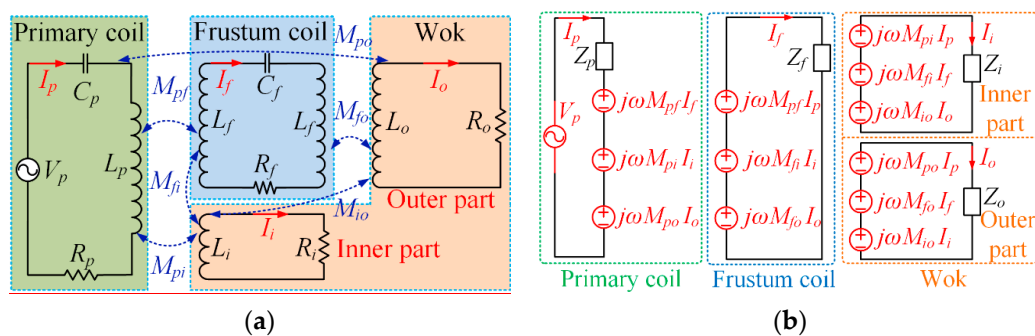 Primary coil
Frustum coil
Wok
M_po
I_p
C_p
M_pf
I_f
C_f
I_o
L_f
L_f
M_fo
L_o
R_o
V_p
L_p
M_fi
R_f
M_io
Outer part
I_i
R_p
M_pi
L_i
R_i
Inner part
(a)
I_p
Z_p
V_p
jωM_pf I_f
jωM_pi I_i
jωM_po I_o
Primary coil
I_f
Z_f
jωM_pf I_p
jωM_fi I_i
jωM_fo I_o
Frustum coil
jωM_pi I_p
I_i
jωM_fi I_f
Z_i
Inner
jωM_io I_o
part
jωM_po I_p
I_o
jωM_fo I_f
Z_o
Outer
jωM_io I_i
part
Wok
(b)